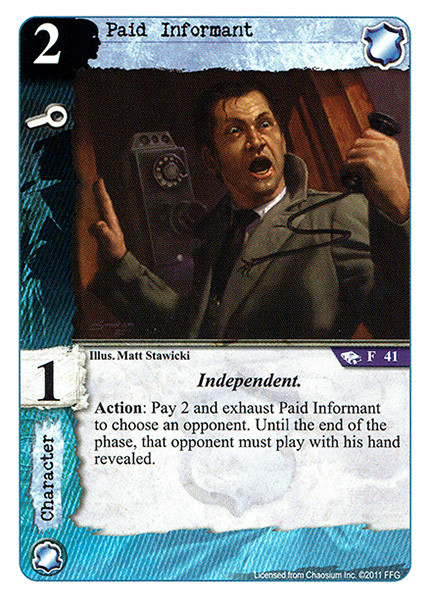 2
Paid Informant
Illus. Matt Stawicki
F 41
1
Independent.
Action: Pay 2 and exhaust Paid Informant
to choose an opponent. Until the end of the
phase, that opponent must play with his hand
revealed.
Character
Licensed from Chaosium Inc. ©2011 FFG